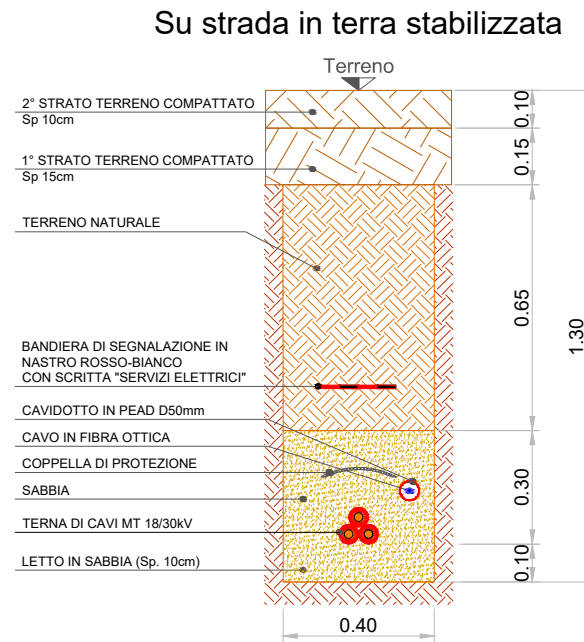 Su strada in terra stabilizzata
Terreno
2° STRATO TERRENO COMPATTATO
Sp 10cm
1° STRATO TERRENO COMPATTATO
Sp 15cm
TERRENO NATURALE
BANDIERA DI SEGNALAZIONE IN
NASTRO ROSSO-BIANCO
CON SCRITTA "SERVIZI ELETTRICI"
CAVIDOTTO IN PEAD D50mm
CAVO IN FIBRA OTTICA
COPPELLA DI PROTEZIONE
SABBIA
TERNA DI CAVI MT 18/30kV
LETTO IN SABBIA (Sp. 10cm)
0.10
0.15
0.65
1.30
0.30
0.10
0.40